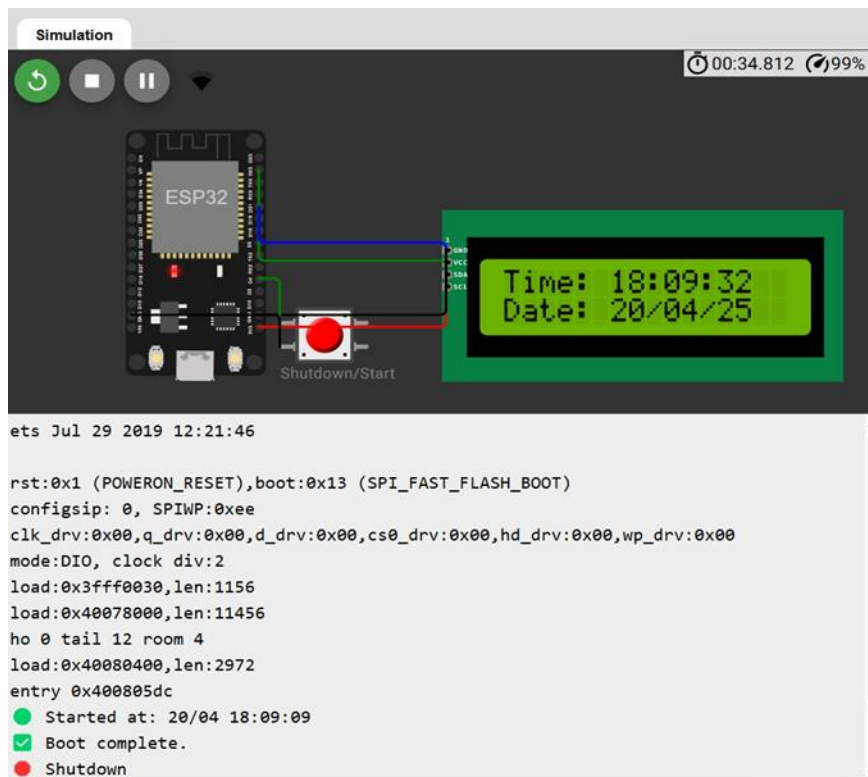 Simulation
00:34.812 99%
ESP32
GND
VCC
SDA
SCL
Time: 18:09:32
Date: 20/04/25
Shutdown/Start
ets Jul 29 2019 12:21:46
rst:0x1 (POWERON_RESET),boot:0x13 (SPI_FAST_FLASH_BOOT)
configsip: 0, SPIWP:0xee
clk_drv:0x00,q_drv:0x00,d_drv:0x00,cs0_drv:0x00,hd_drv:0x00,wp_drv:0x00
mode:DIO, clock div:2
load:0x3fff0030,len:1156
load:0x40078000,len:11456
ho 0 tail 12 room 4
load:0x40080400,len:2972
entry 0x400805dc
Started at: 20/04 18:09:09
Boot complete.
Shutdown